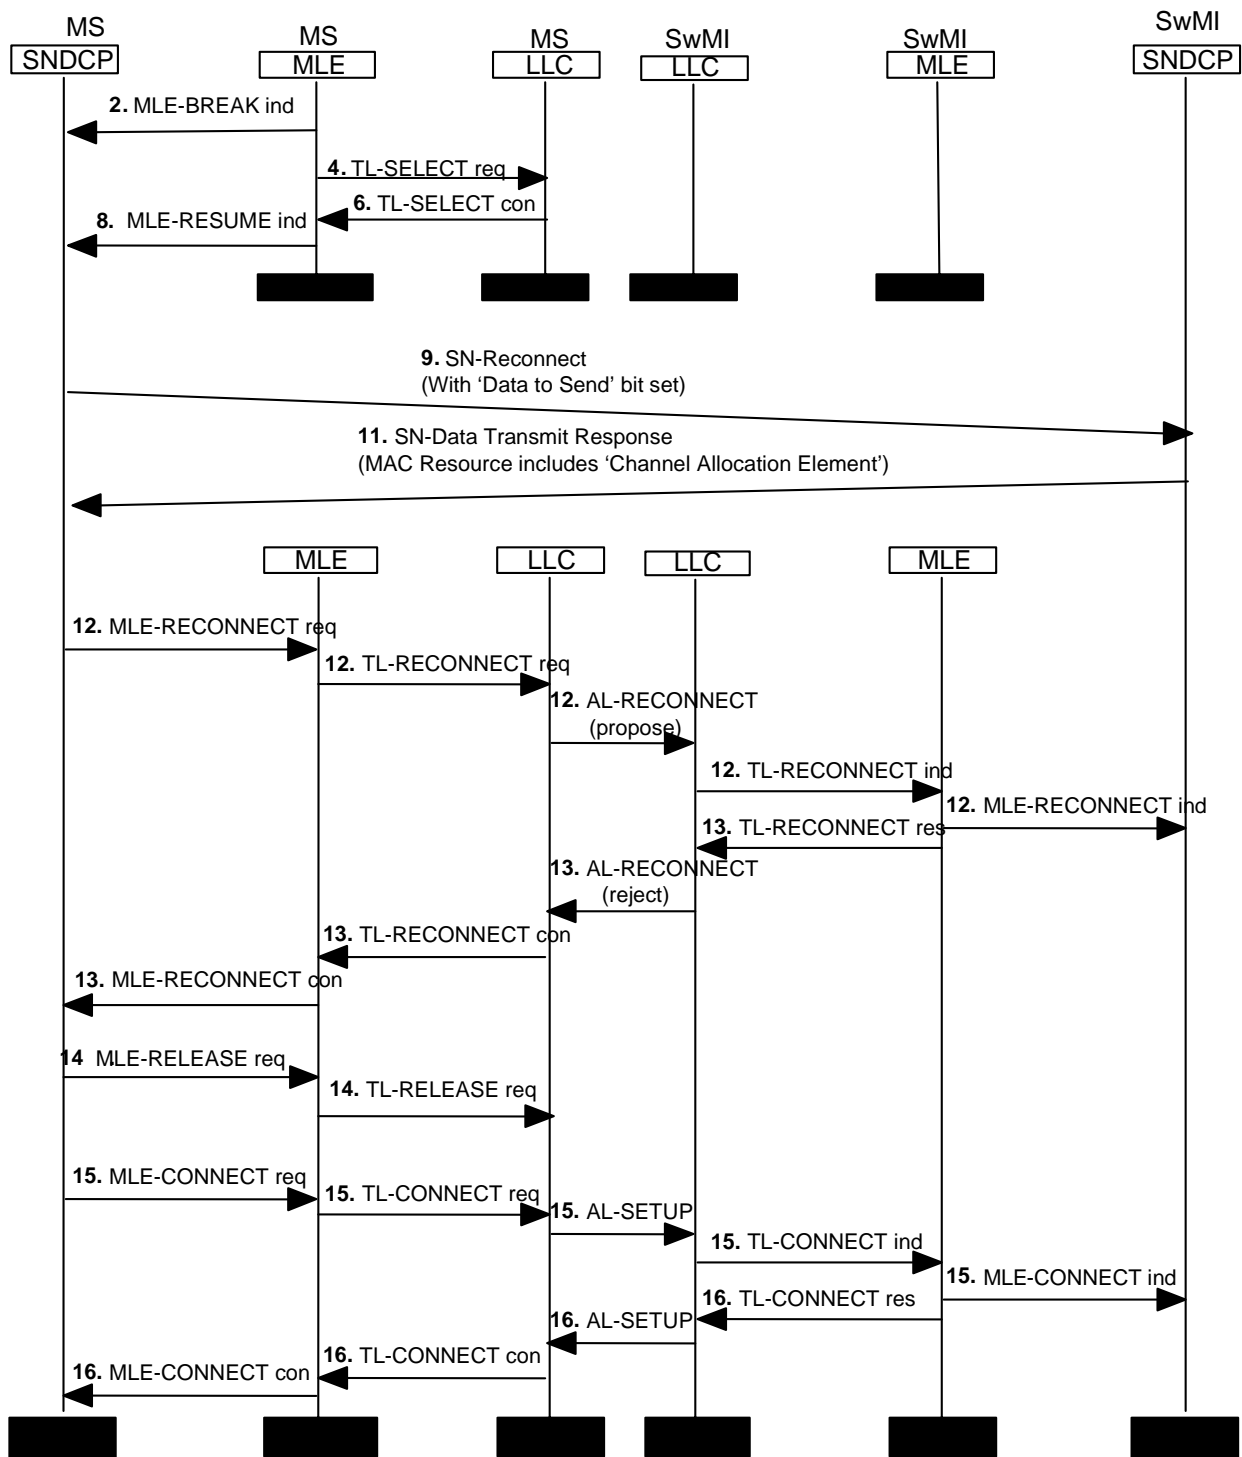 MS
MS
MS
SwMI
SwMI
SwMI
SNDCP
MLE
LLC
LLC
MLE
SNDCP
2. MLE-BREAK ind
4. TL-SELECT req
6. TL-SELECT con
8. MLE-RESUME ind
9. SN-Reconnect
(With ‘Data to Send’ bit set)
11. SN-Data Transmit Response
(MAC Resource includes ‘Channel Allocation Element’)
MLE
LLC
LLC
MLE
12. MLE-RECONNECT req
12. TL-RECONNECT req
12. AL-RECONNECT
(propose)
12. TL-RECONNECT ind
12. MLE-RECONNECT ind
13. TL-RECONNECT res
13. AL-RECONNECT
(reject)
13. TL-RECONNECT con
13. MLE-RECONNECT con
14 MLE-RELEASE req
14. TL-RELEASE req
15. MLE-CONNECT req
15. TL-CONNECT req
15. AL-SETUP
15. TL-CONNECT ind
15. MLE-CONNECT ind
16. TL-CONNECT res
16. AL-SETUP
16. TL-CONNECT con
16. MLE-CONNECT con